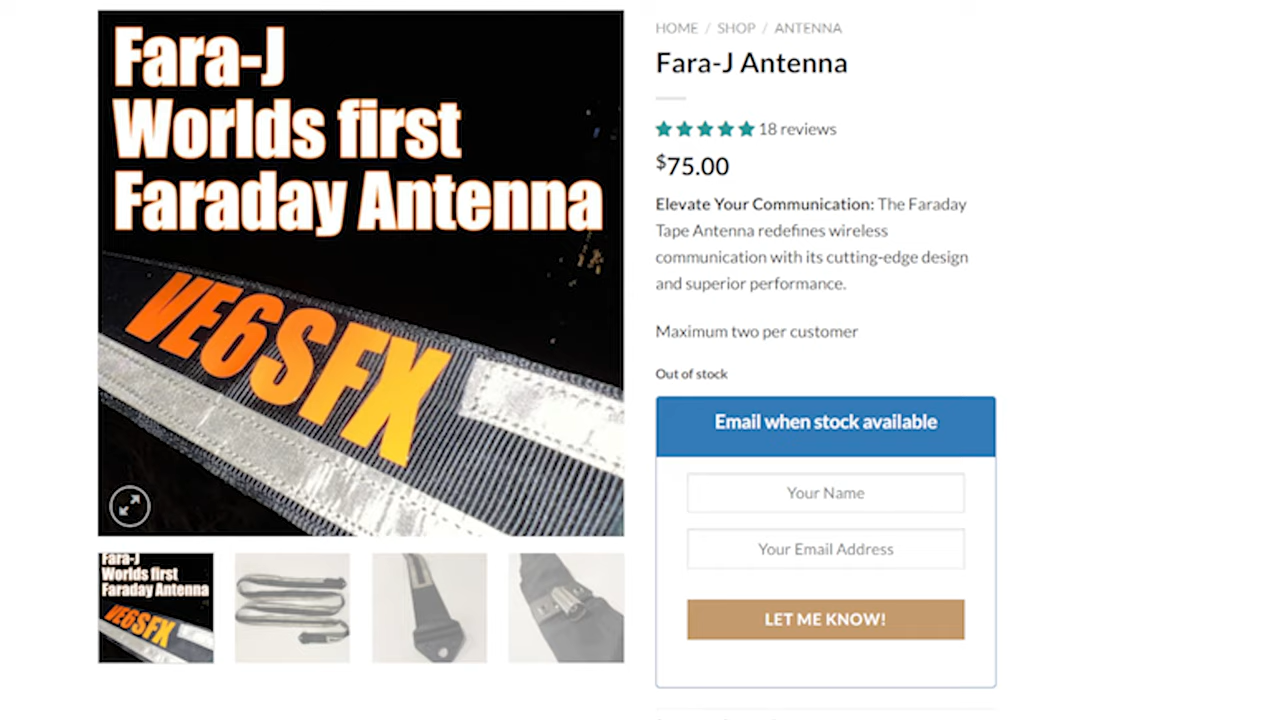 Fara-J
Worlds first
Faraday Antenna
VE6SFX
Fara-J
Worlds first
Faraday Antenna
VE6SFX
HOME / SHOP / ANTENNA
Fara-J Antenna
18 reviews
$75.00
Elevate Your Communication: The Faraday
Tape Antenna redefines wireless
communication with its cutting-edge design
and superior performance.
Maximum two per customer
Out of stock
Email when stock available
Your Name
Your Email Address
LET ME KNOW!